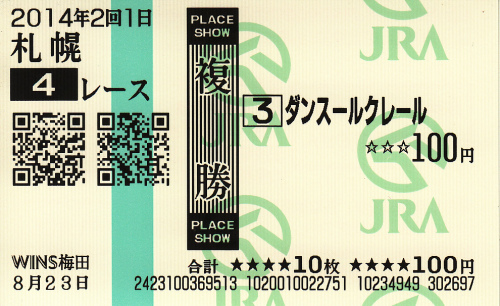 2014年2回1日
札幌
4レース
PLACE
SHOW
複勝
PLACE
SHOW
3 ダンスールクレール
☆☆☆100円
JRA
JRA
WINS梅田
8月23日
合計 ★★★★10枚 ★★★★100円
2423100369513 1020010022751 10234949 302697